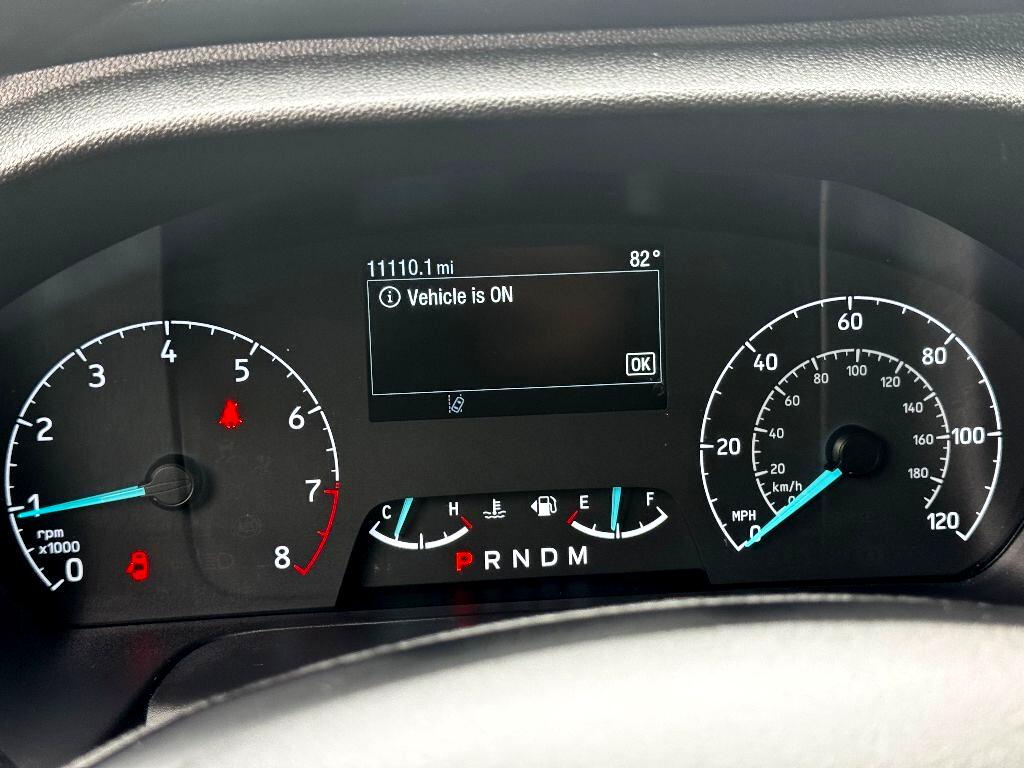 11110.1 mi 82°
Vehicle is ON
OK
0 1 2 3 4 5 6 7 8
rpm
x1000
C H E F
P R N D M
0 20 40 60 80 100 120
MPH
0 20 40 60 80 100 120 140 160 180
km/h